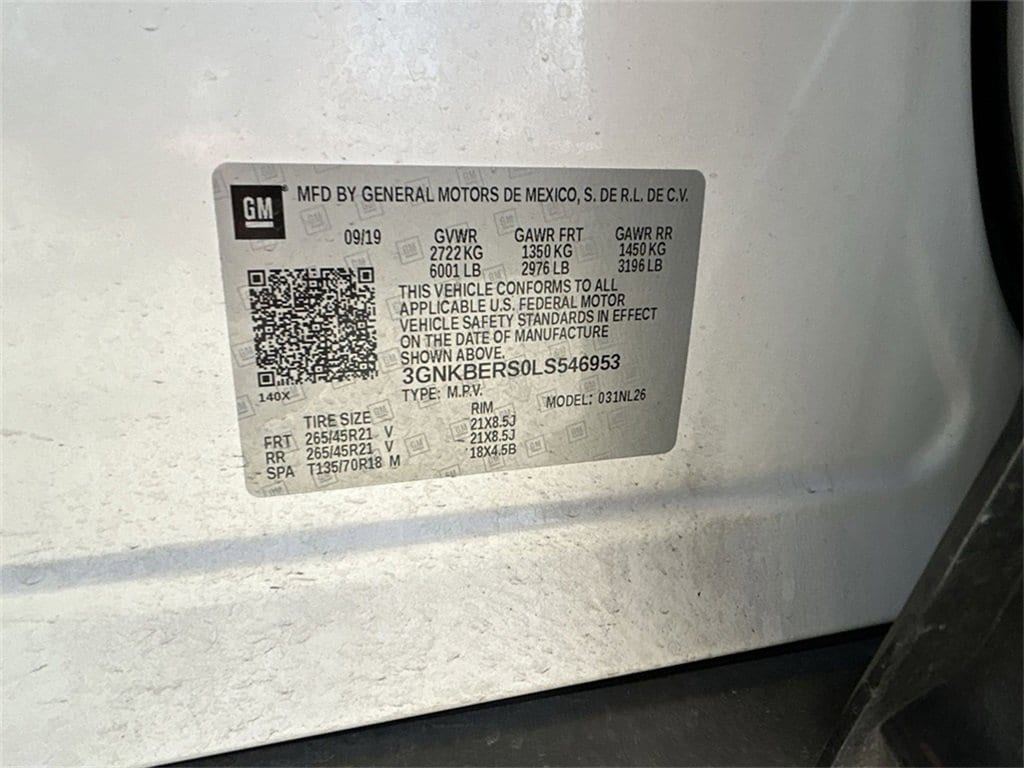 GM
MFD BY GENERAL MOTORS DE MEXICO, S. DE R.L. DE C.V.
09/19 GVWR GAWR FRT GAWR RR
2722 KG 1350 KG 1450 KG
6001 LB 2976 LB 3196 LB
THIS VEHICLE CONFORMS TO ALL
APPLICABLE U.S. FEDERAL MOTOR
VEHICLE SAFETY STANDARDS IN EFFECT
ON THE DATE OF MANUFACTURE
SHOWN ABOVE.
3GNKBERS0LS546953
140X TYPE: M.P.V. MODEL: 031NL26
TIRE SIZE RIM
FRT 265/45R21 V 21X8.5J
RR 265/45R21 V 21X8.5J
SPA T135/70R18 M 18X4.5B